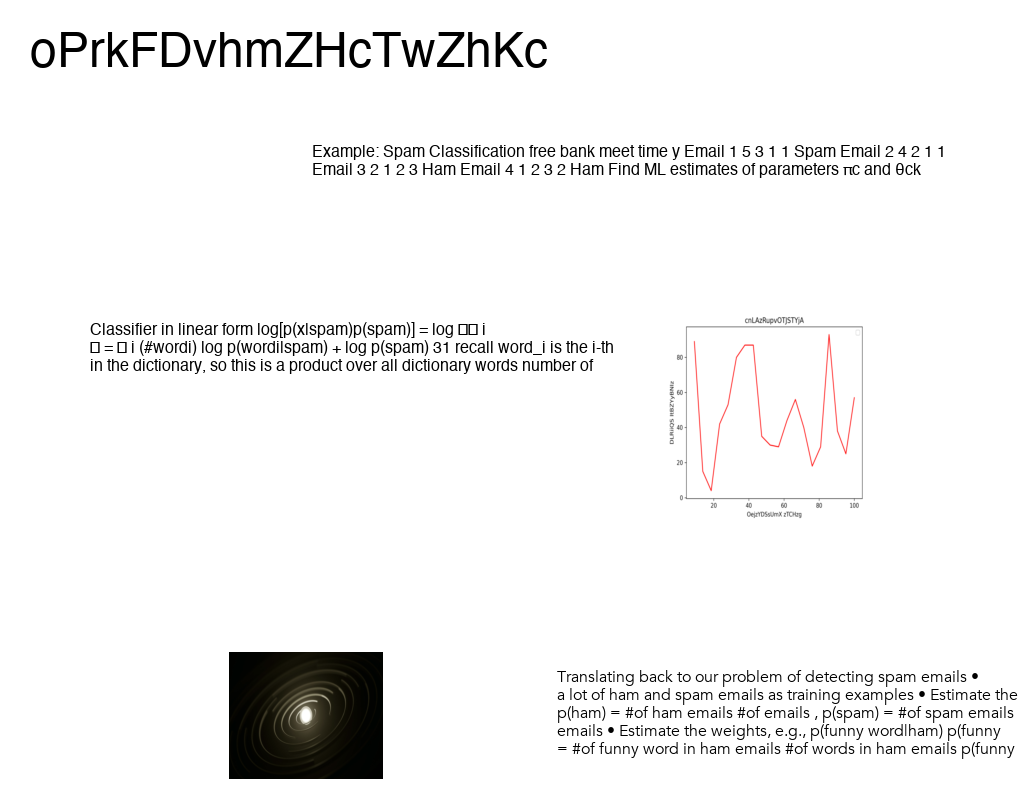 oPrkFDvhmZHcTwZhKc
Example: Spam Classification free bank meet time y Email 1 5 3 1 1 Spam Email 2 4 2 1 1
Email 3 2 1 2 3 Ham Email 4 1 2 3 2 Ham Find ML estimates of parameters πc and θck
Classifier in linear form log[p(x|spam)p(spam)] = log □□ i
□ = □ i (#wordi) log p(wordi|spam) + log p(spam) 31 recall word_i is the i-th
in the dictionary, so this is a product over all dictionary words number of
cnLAzRupvOTJSTYjA
80
60
40
20
0
20 40 60 80 100
Translating back to our problem of detecting spam emails •
a lot of ham and spam emails as training examples • Estimate the
p(ham) = #of ham emails #of emails , p(spam) = #of spam emails
emails • Estimate the weights, e.g., p(funny word|ham) p(funny
= #of funny word in ham emails #of words in ham emails p(funny